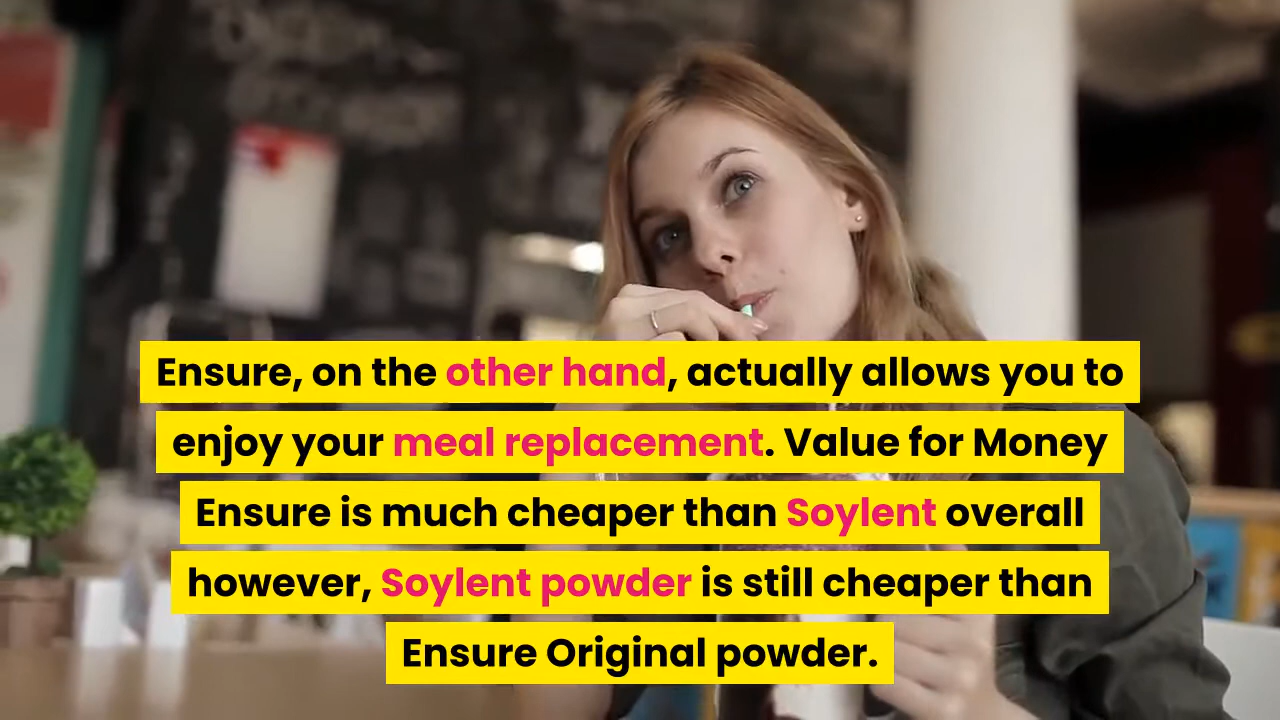 Ensure, on the other hand, actually allows you to
enjoy your meal replacement. Value for Money
Ensure is much cheaper than Soylent overall
however, Soylent powder is still cheaper than
Ensure Original powder.